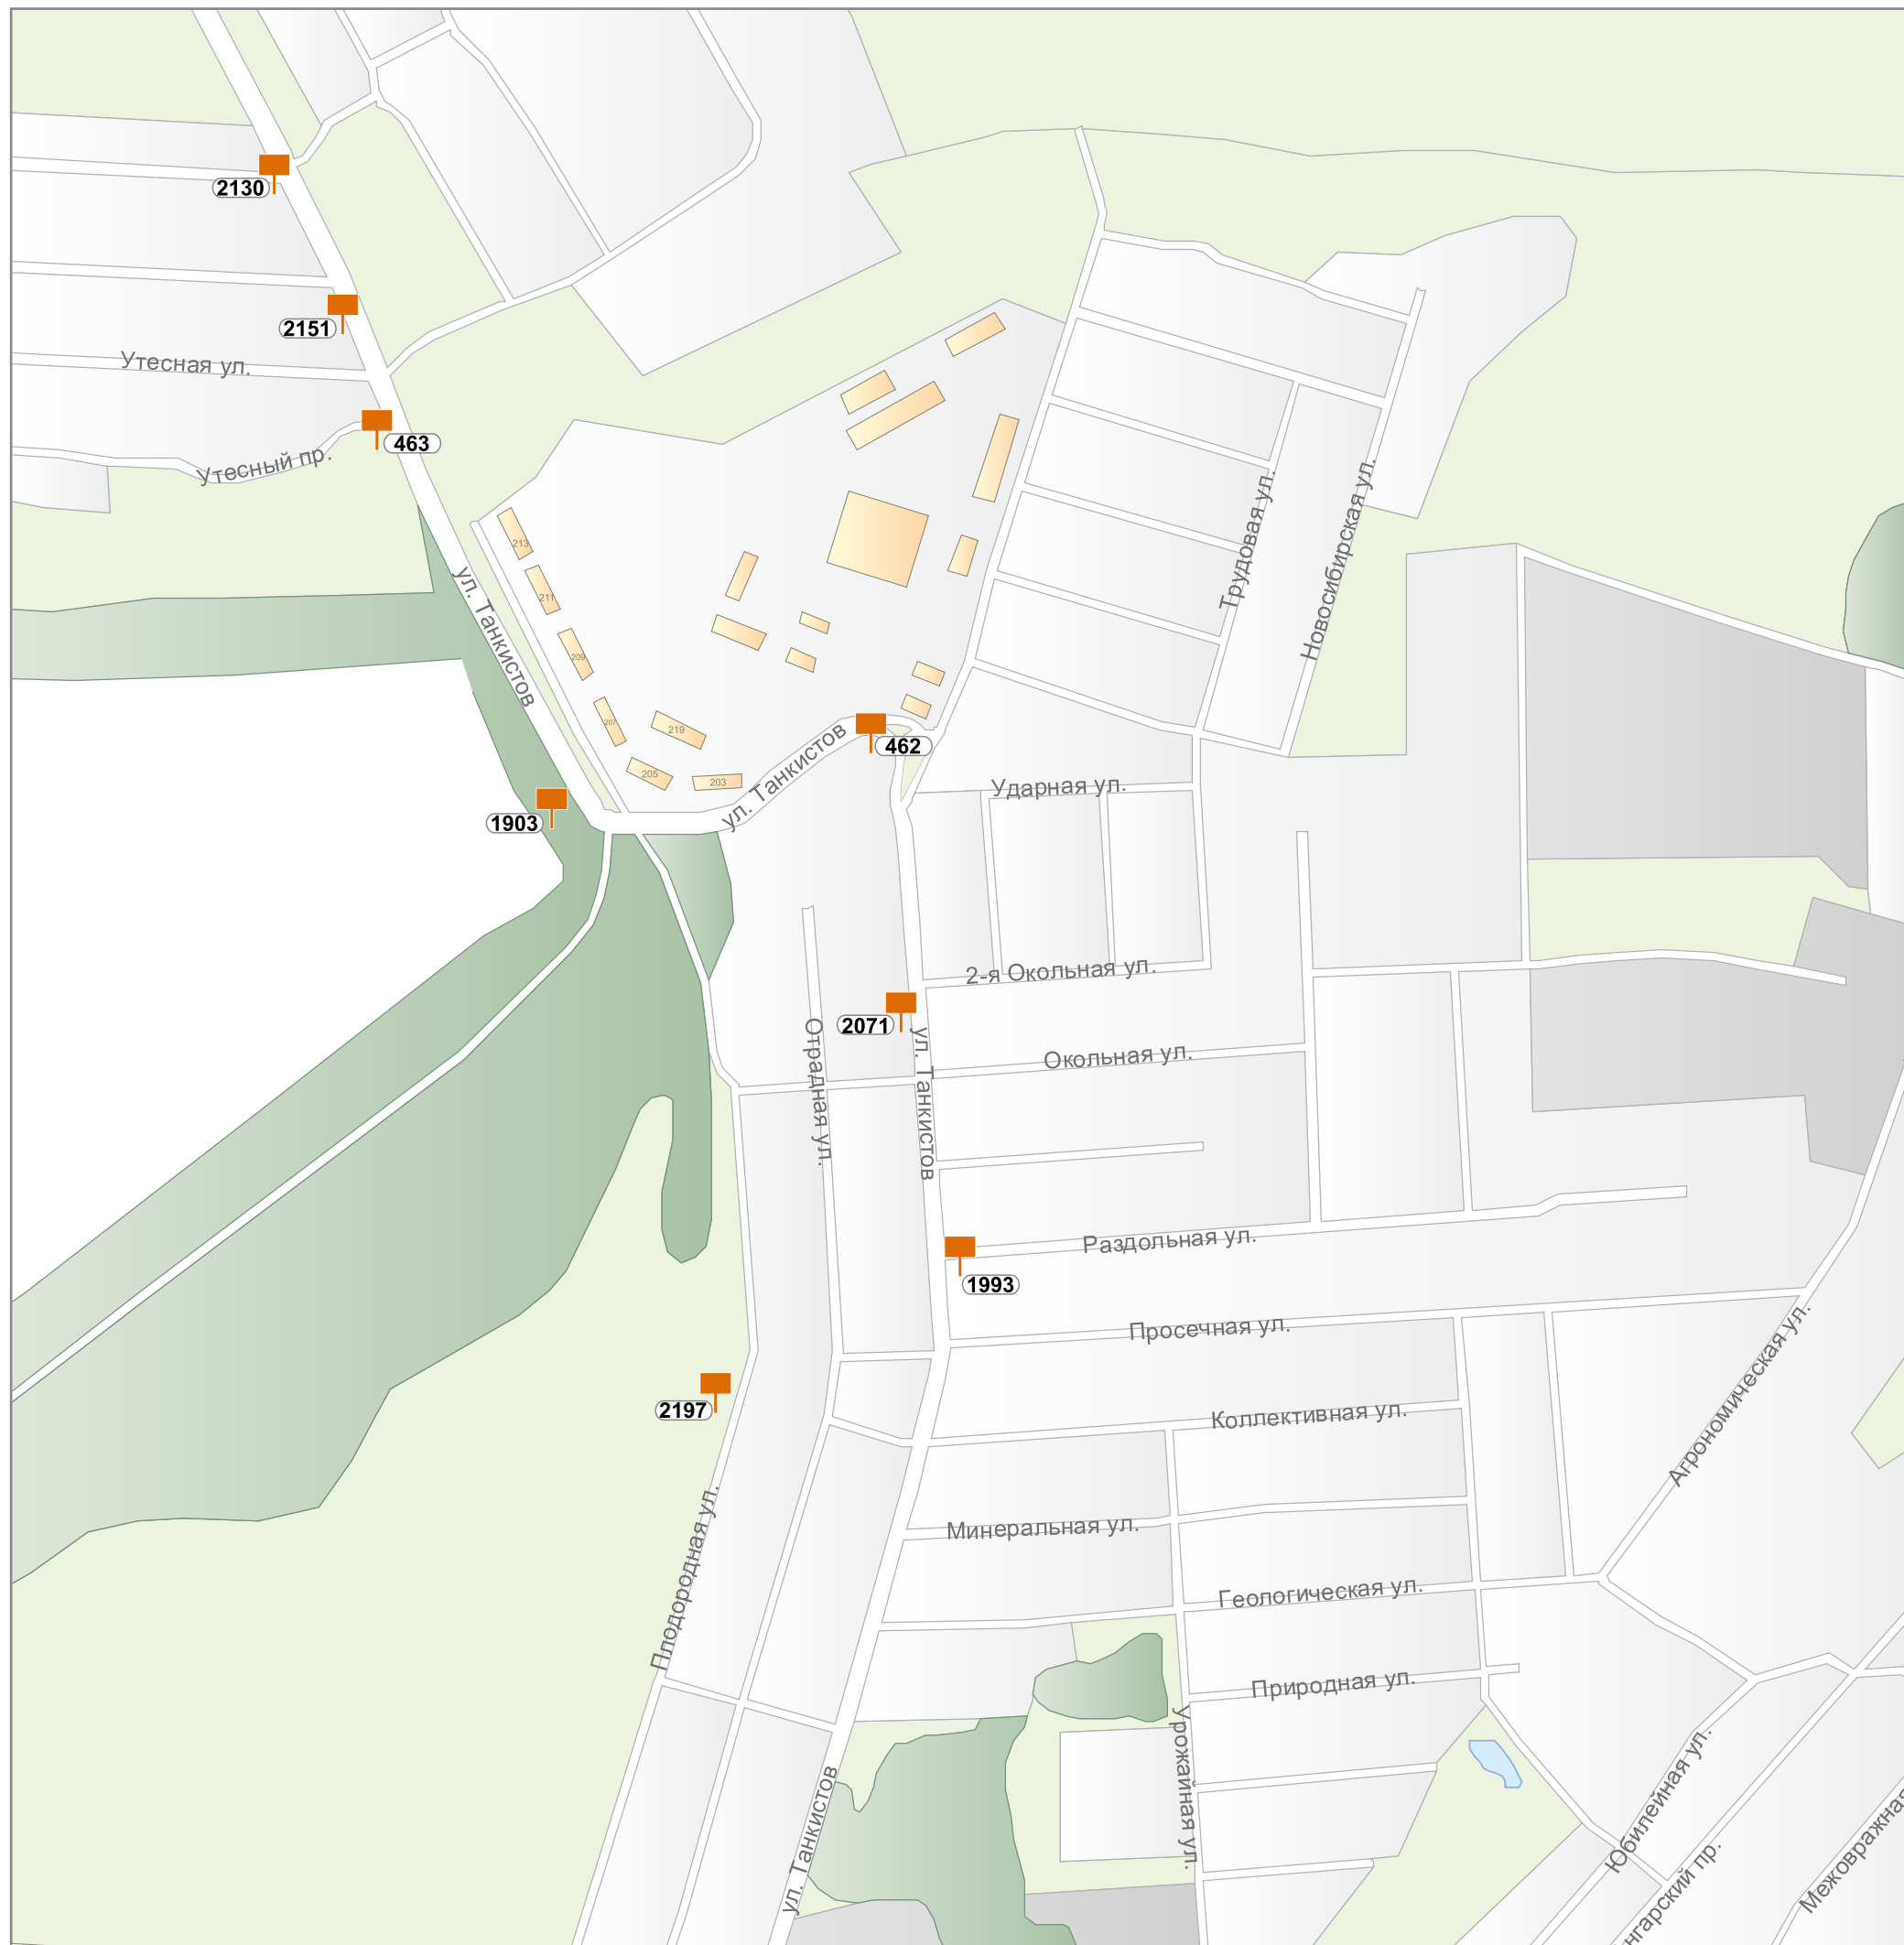 2130
2151
Утесная ул.
463
Утесный пр.
213
211
ул. Танкистов
209
207
219
205
203
ул. Танкистов
462
1903
Трудовая ул.
Новосибирская ул.
Ударная ул.
2-я Окольная ул.
2071
Отрадная ул.
ул. Танкистов
Окольная ул.
Раздольная ул.
1993
Просечная ул.
2197
Коллективная ул.
Агрономическая ул.
Плодородная ул.
Минеральная ул.
Геологическая ул.
Природная ул.
Урожайная ул.
ул. Танкистов
Юбилейная ул.
нгарский пр.
Межовражная